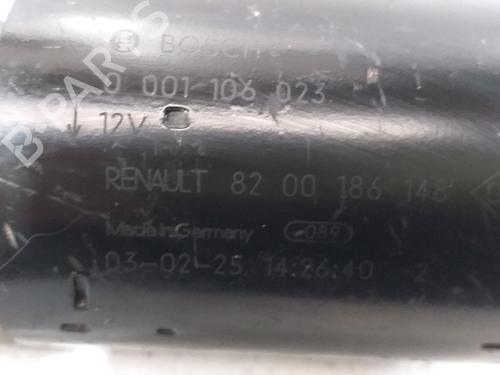 BOSCH
0 001 106 023
12V
RENAULT 82 00 186 148
Made in Germany 089
03-02-25 14:26:40 2